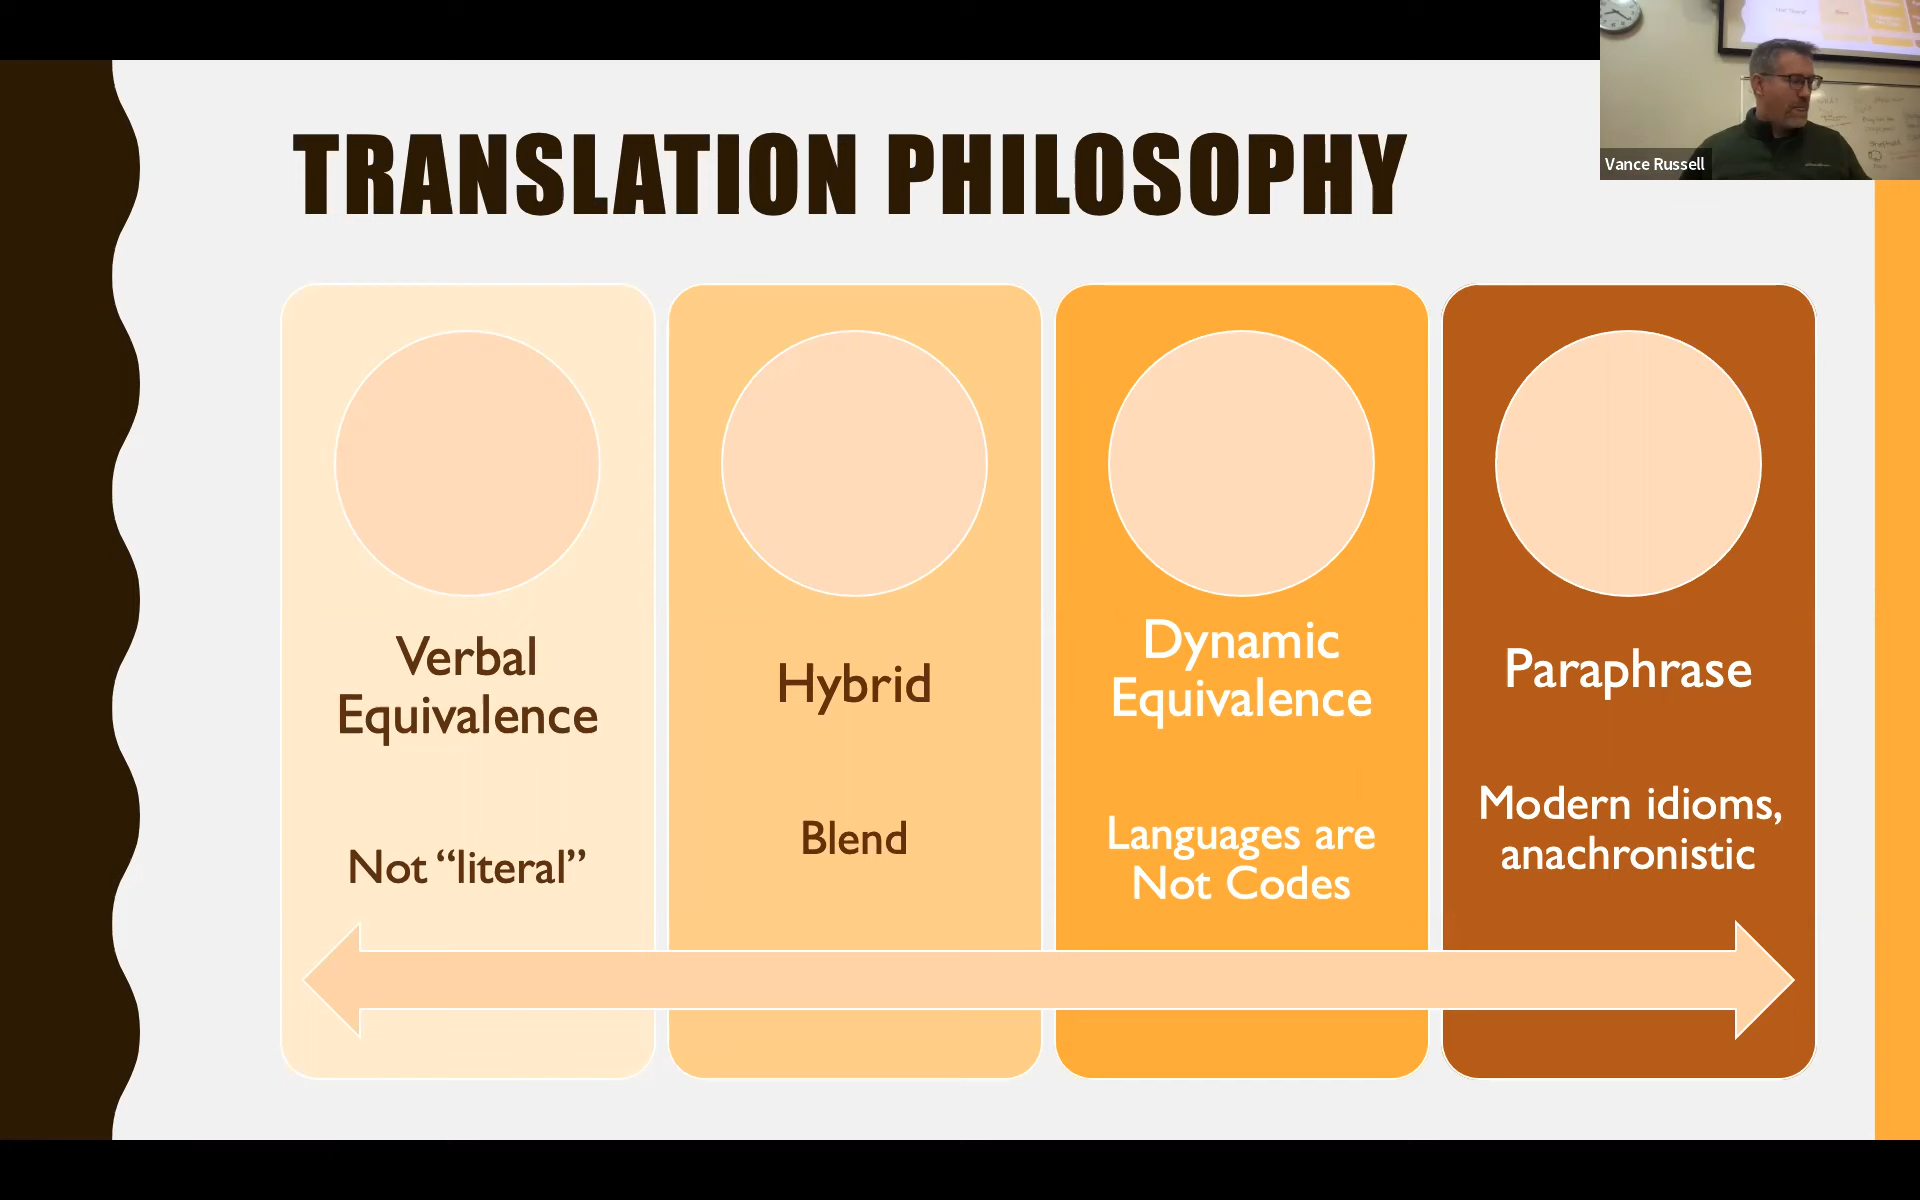 TRANSLATION PHILOSOPHY
Vance Russell
Verbal
Equivalence
Not “literal”
Hybrid
Blend
Dynamic
Equivalence
Languages are
Not Codes
Paraphrase
Modern idioms,
anachronistic